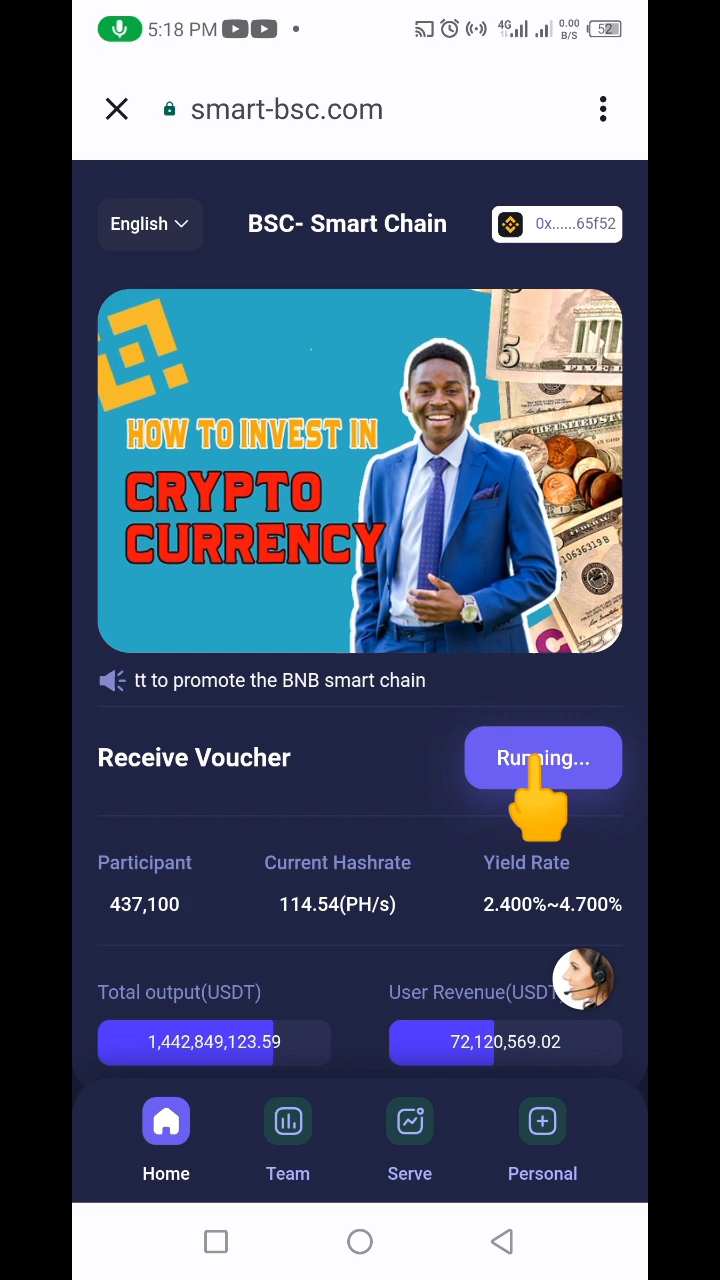 5:18 PM
4G
0.00
B/S
52
smart-bsc.com
English
BSC- Smart Chain
0x......65f52
HOW TO INVEST IN
CRYPTO
CURRENCY
5
10636319B
tt to promote the BNB smart chain
Receive Voucher
Running...
Participant
Current Hashrate
Yield Rate
437,100
114.54(PH/s)
2.400%~4.700%
Total output(USDT)
User Revenue(USDT
1,442,849,123.59
72,120,569.02
Home
Team
Serve
Personal